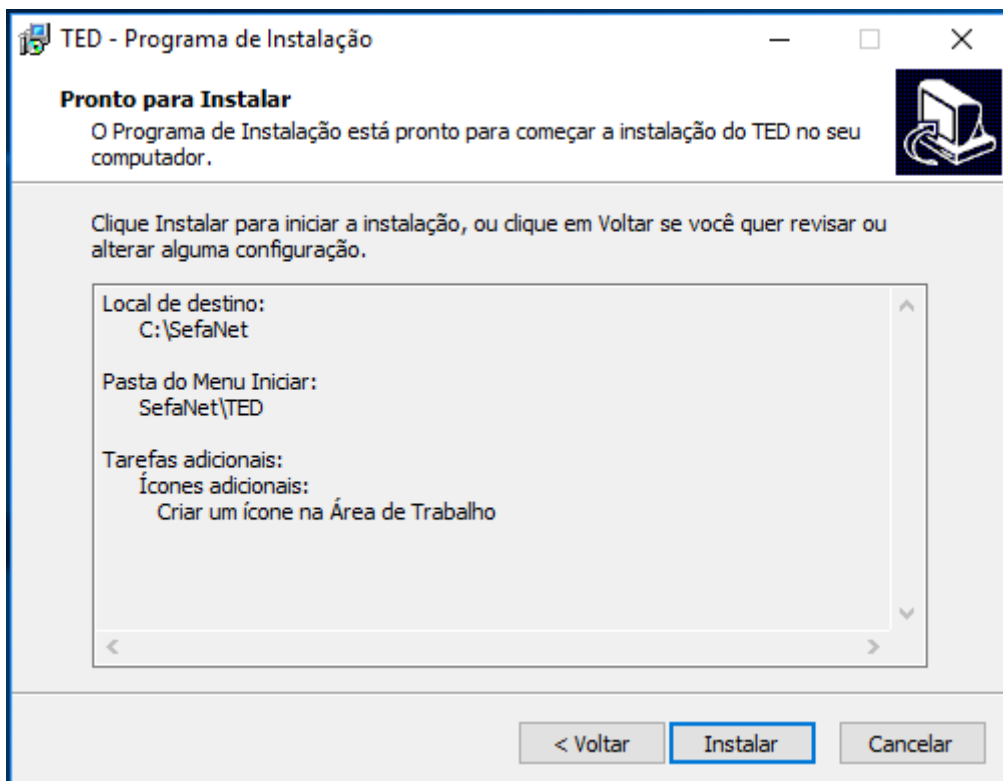 TED - Programa de Instalação
Pronto para Instalar
O Programa de Instalação está pronto para começar a instalação do TED no seu
computador.
Clique Instalar para iniciar a instalação, ou clique em Voltar se você quer revisar ou
alterar alguma configuração.
Local de destino:
C:\SefaNet
Pasta do Menu Iniciar:
SefaNet\TED
Tarefas adicionais:
Ícones adicionais:
Criar um ícone na Área de Trabalho
< Voltar
Instalar
Cancelar